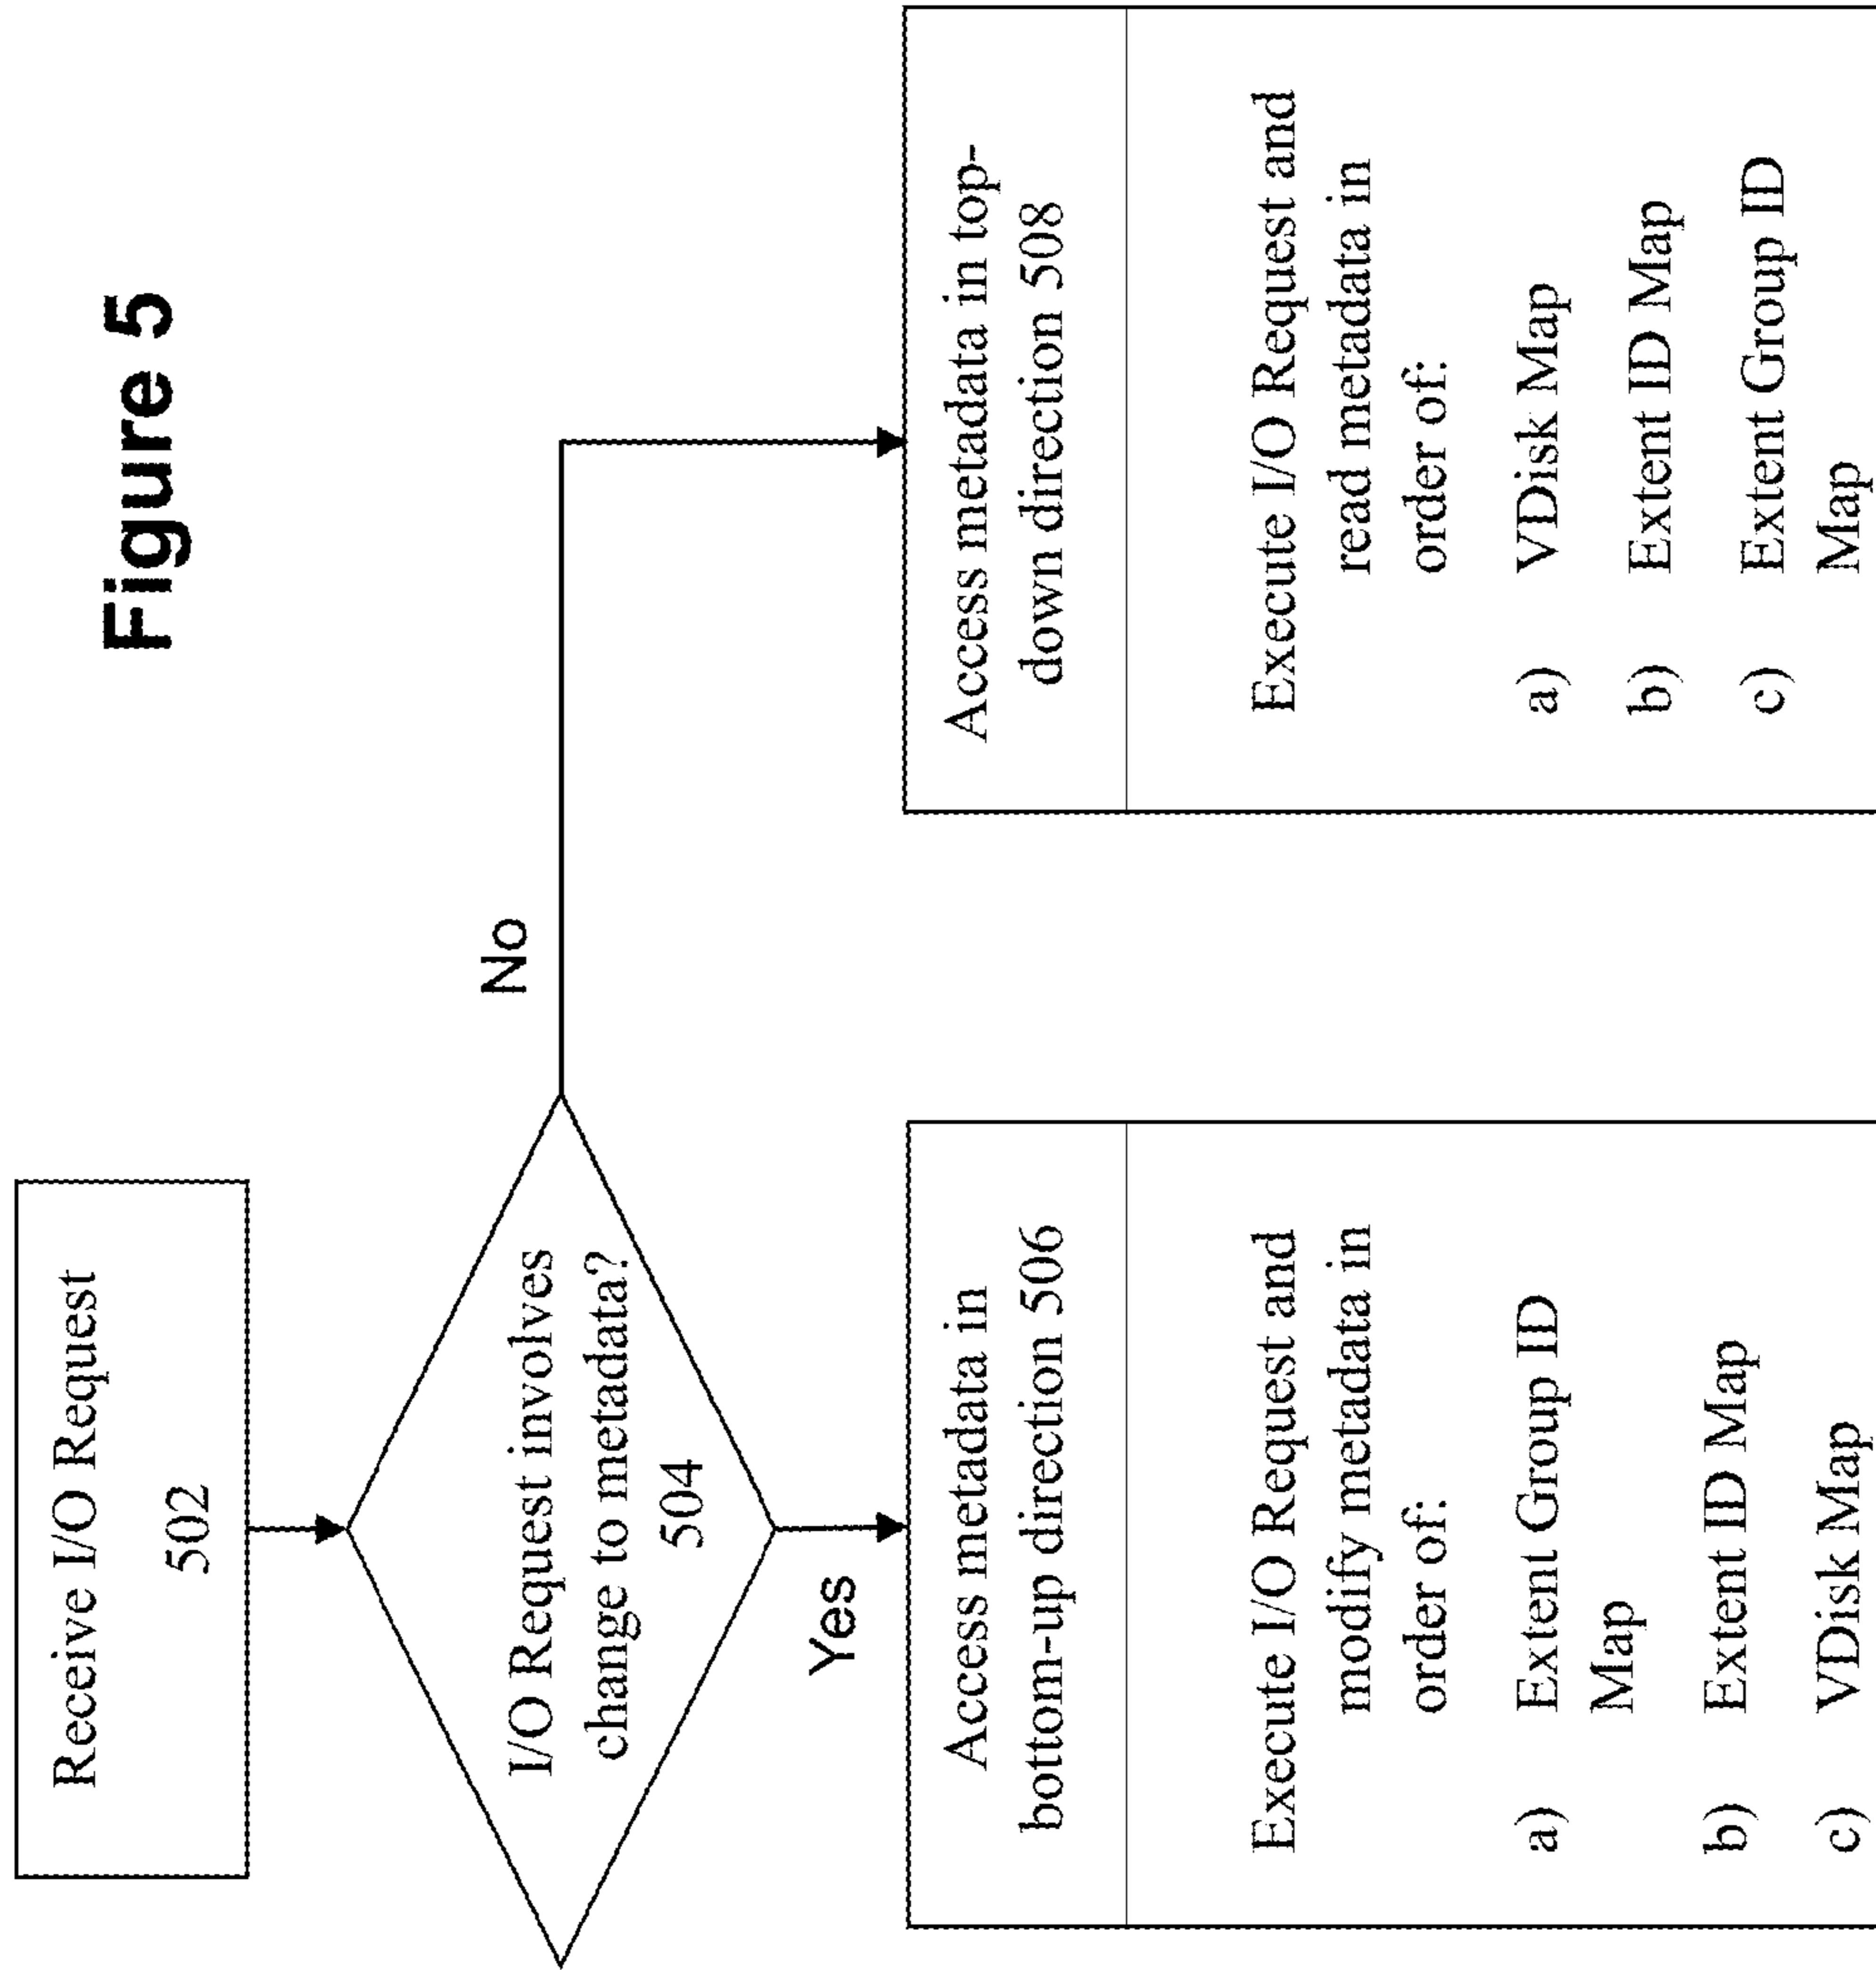 Figure 5
Receive I/O Request
502
I/O Request involves
change to metadata?
504
No
Yes
Access metadata in
bottom-up direction 506
Execute I/O Request and
modify metadata in
order of:
a) Extent Group ID
Map
b) Extent ID Map
c) VDisk Map
Access metadata in top-
down direction 508
Execute I/O Request and
read metadata in
order of:
a) VDisk Map
b) Extent ID Map
c) Extent Group ID
Map